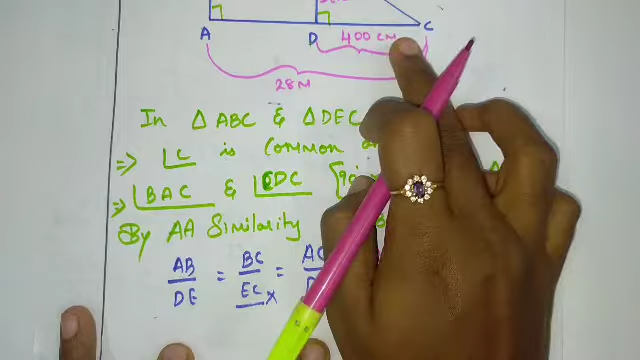 A D C
400 CM
28 M
In Δ ABC & Δ DEC
⇒ ∠C is Common
⇒ ∠BAC & ∠EDC
By AA Similarity
AB/DE = BC/EC × = AC